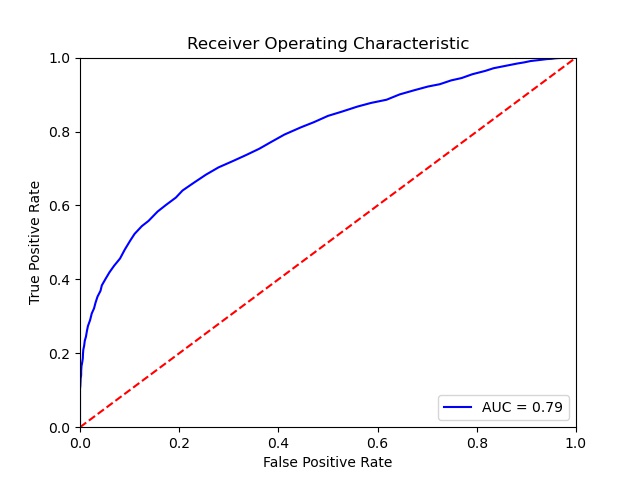 Receiver Operating Characteristic
1.0
0.8
0.6
0.4
0.2
0.0
True Positive Rate
AUC = 0.79
0.0 0.2 0.4 0.6 0.8 1.0
False Positive Rate